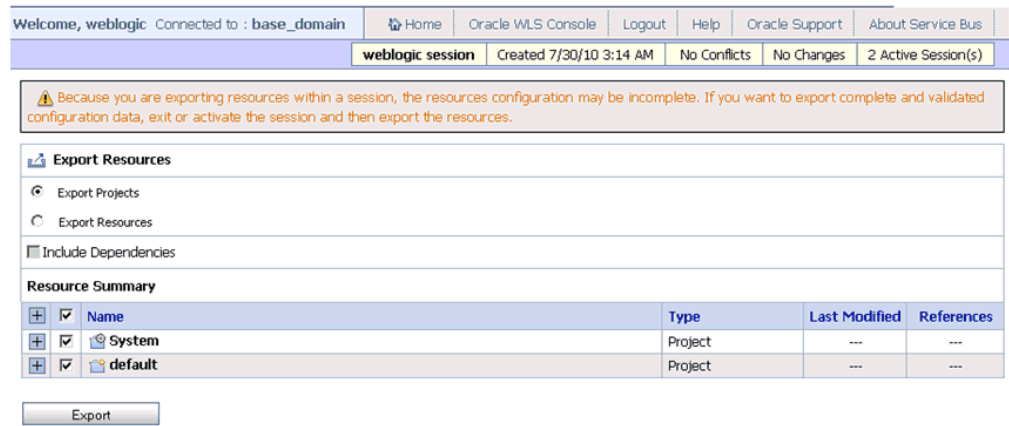 Welcome, weblogic Connected to : base_domain Home Oracle WLS Console Logout Help Oracle Support About Service Bus
weblogic session Created 7/30/10 3:14 AM No Conflicts No Changes 2 Active Session(s)
Because you are exporting resources within a session, the resources configuration may be incomplete. If you want to export complete and validated
configuration data, exit or activate the session and then export the resources.
Export Resources
Export Projects
Export Resources
Include Dependencies
Resource Summary
Name Type Last Modified References
System Project --- ---
default Project --- ---
Export